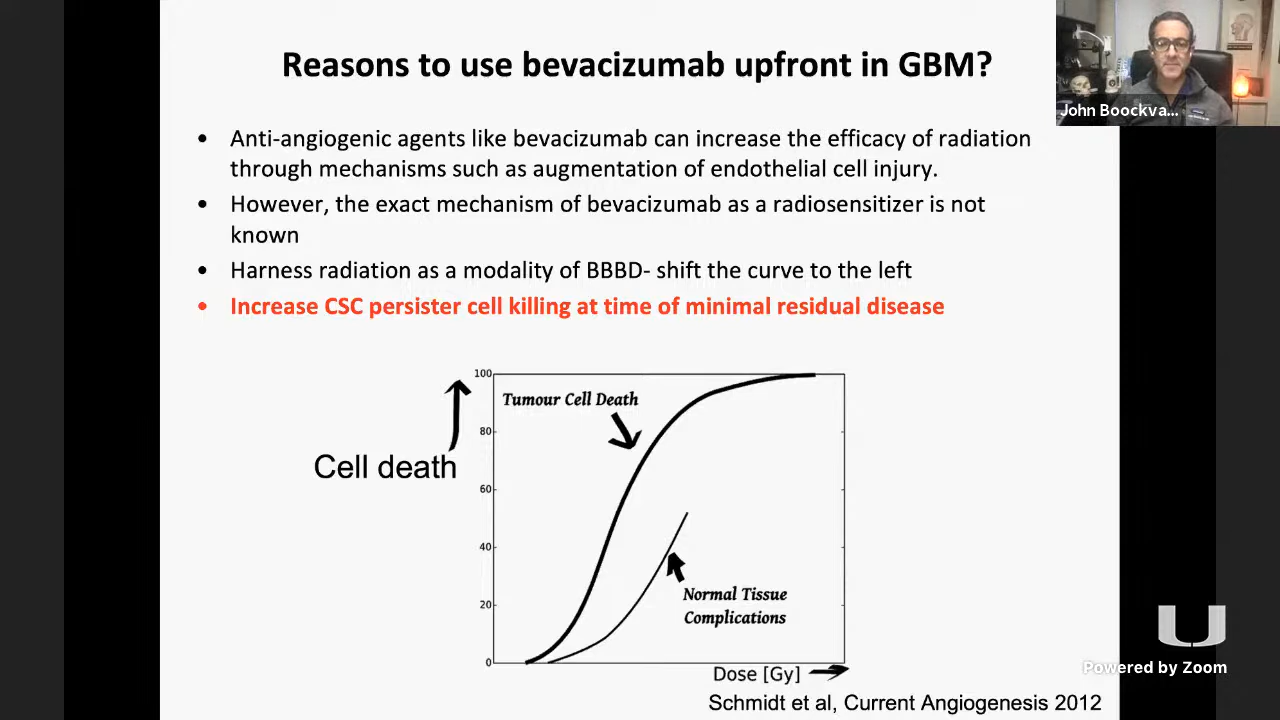 Reasons to use bevacizumab upfront in GBM?
John Boockva...
• Anti-angiogenic agents like bevacizumab can increase the efficacy of radiation
through mechanisms such as augmentation of endothelial cell injury.
• However, the exact mechanism of bevacizumab as a radiosensitizer is not
known
• Harness radiation as a modality of BBBD- shift the curve to the left
• Increase CSC persister cell killing at time of minimal residual disease
100
Tumour Cell Death
80
Cell death
60
40
Normal Tissue
20
Complications
0
Dose [Gy]
U
Powered by Zoom
Schmidt et al, Current Angiogenesis 2012